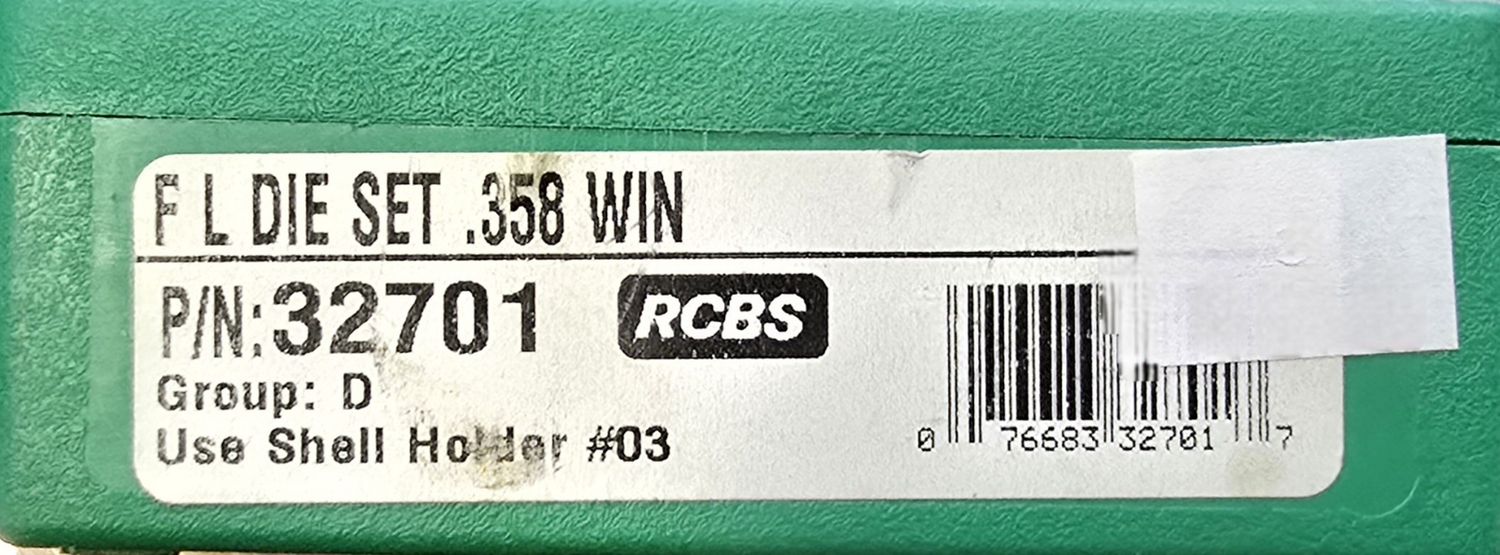 F L DIE SET .358 WIN
P/N:32701 RCBS
Group: D
Use Shell Holder #03
0 76683 32701 7